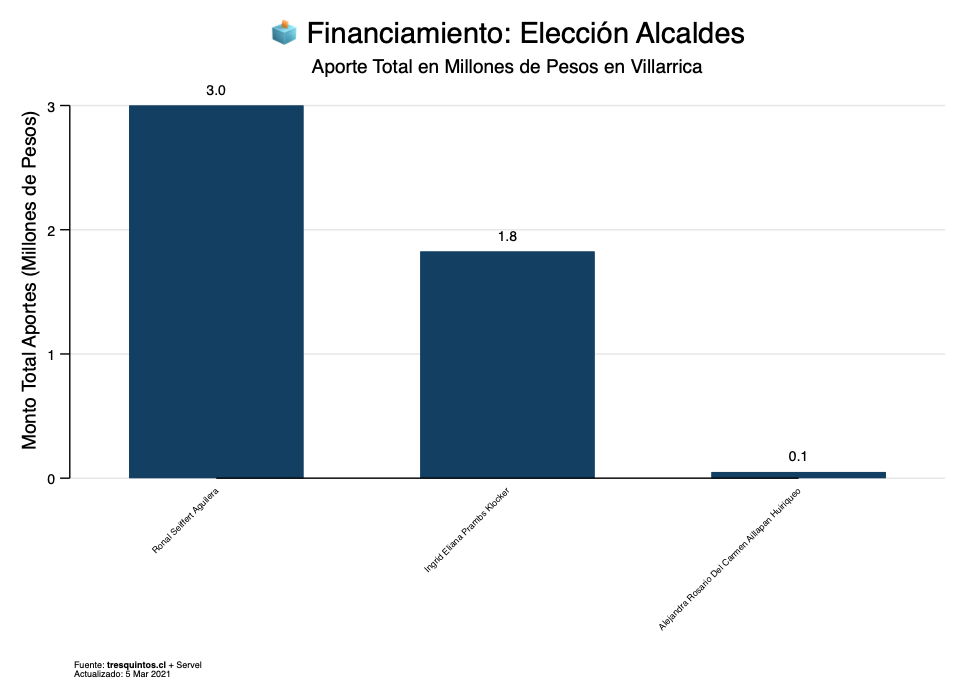 Financiamiento: Elección Alcaldes
Aporte Total en Millones de Pesos en Villarrica
Monto Total Aportes (Millones de Pesos)
3
2
1
0
3.0
1.8
0.1
Ronal Seiffert Aguilera
Ingrid Eliana Prambs Klocker
Alejandra Rosario Del Carmen Aillapan Huiriqueo
Fuente: tresquintos.cl + Servel
Actualizado: 5 Mar 2021